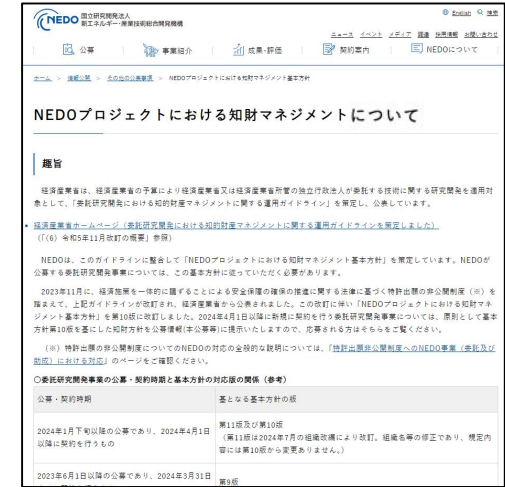 NEDO 国立研究開発法人
新エネルギー・産業技術総合開発機構
English 検索
ニュース イベント メディア 調達 採用情報 お問い合わせ
公募 事業紹介 成果・評価 契約案内 NEDOについて
ホーム > 情報公開 > その他の公表事項 > NEDOプロジェクトにおける知財マネジメント基本方針
NEDOプロジェクトにおける知財マネジメントについて
趣旨
経済産業省は、経済産業省の予算により経済産業省又は経済産業省所管の独立行政法人が委託する技術に関する研究開発を適用対
象として、「委託研究開発における知的財産マネジメントに関する運用ガイドライン」を策定し、公表しています。
経済産業省ホームページ（委託研究開発における知的財産マネジメントに関する運用ガイドラインを策定しました）
（「(6) 令和5年11月改訂の概要」参照）
NEDOは、このガイドラインに整合して「NEDOプロジェクトにおける知財マネジメント基本方針」を策定しています。NEDOが
公募する委託研究開発事業については、この基本方針に従っていただく必要があります。
2023年11月に、経済施策を一体的に講ずることによる安全保障の確保の推進に関する法律に基づく特許出願の非公開制度（※）を
踏まえて、上記ガイドラインが改訂され、経済産業省から公表されました。この改訂に伴い「NEDOプロジェクトにおける知財マネ
ジメント基本方針」を第10版に改訂しました。2024年4月1日以降に新規に契約を行う委託研究開発事業については、原則として基本
方針第10版を基にした知財方針を公募情報(本公募等)に提示いたしますので、応募される方はそちらをご覧ください。
（※）特許出願の非公開制度についてのNEDOの対応の全般的な説明については、「特許出願非公開制度へのNEDO事業（委託及び
助成）における対応」のページをご確認ください。
〇委託研究開発事業の公募・契約時期と基本方針の対応版の関係（参考）
公募・契約時期 基となる基本方針の版
2024年1月下旬以降の公募であり、2024年4月1日
以降に契約を行うもの
第11版及び第10版
（第11版は2024年7月の組織改編により改訂。組織名等の修正であり、規定内
容には第10版から変更ありません。）
2023年6月1日以降の公募であり、2024年3月31日
第9版